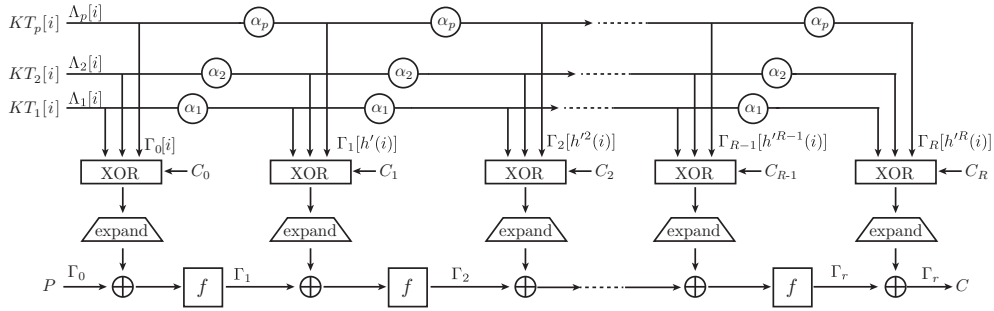 KT_p[i] Λ_p[i] α_p α_p α_p
KT_2[i] Λ_2[i] α_2 α_2 α_2
KT_1[i] Λ_1[i] α_1 α_1 α_1
Γ_0[i] Γ_1[h′(i)] Γ_2[h′^2(i)] Γ_{R−1}[h′^{R−1}(i)] Γ_R[h′^R(i)]
XOR C_0 XOR C_1 XOR C_2 XOR C_{R-1} XOR C_R
expand expand expand expand expand
P Γ_0 f Γ_1 f Γ_2 f Γ_r Γ_r C